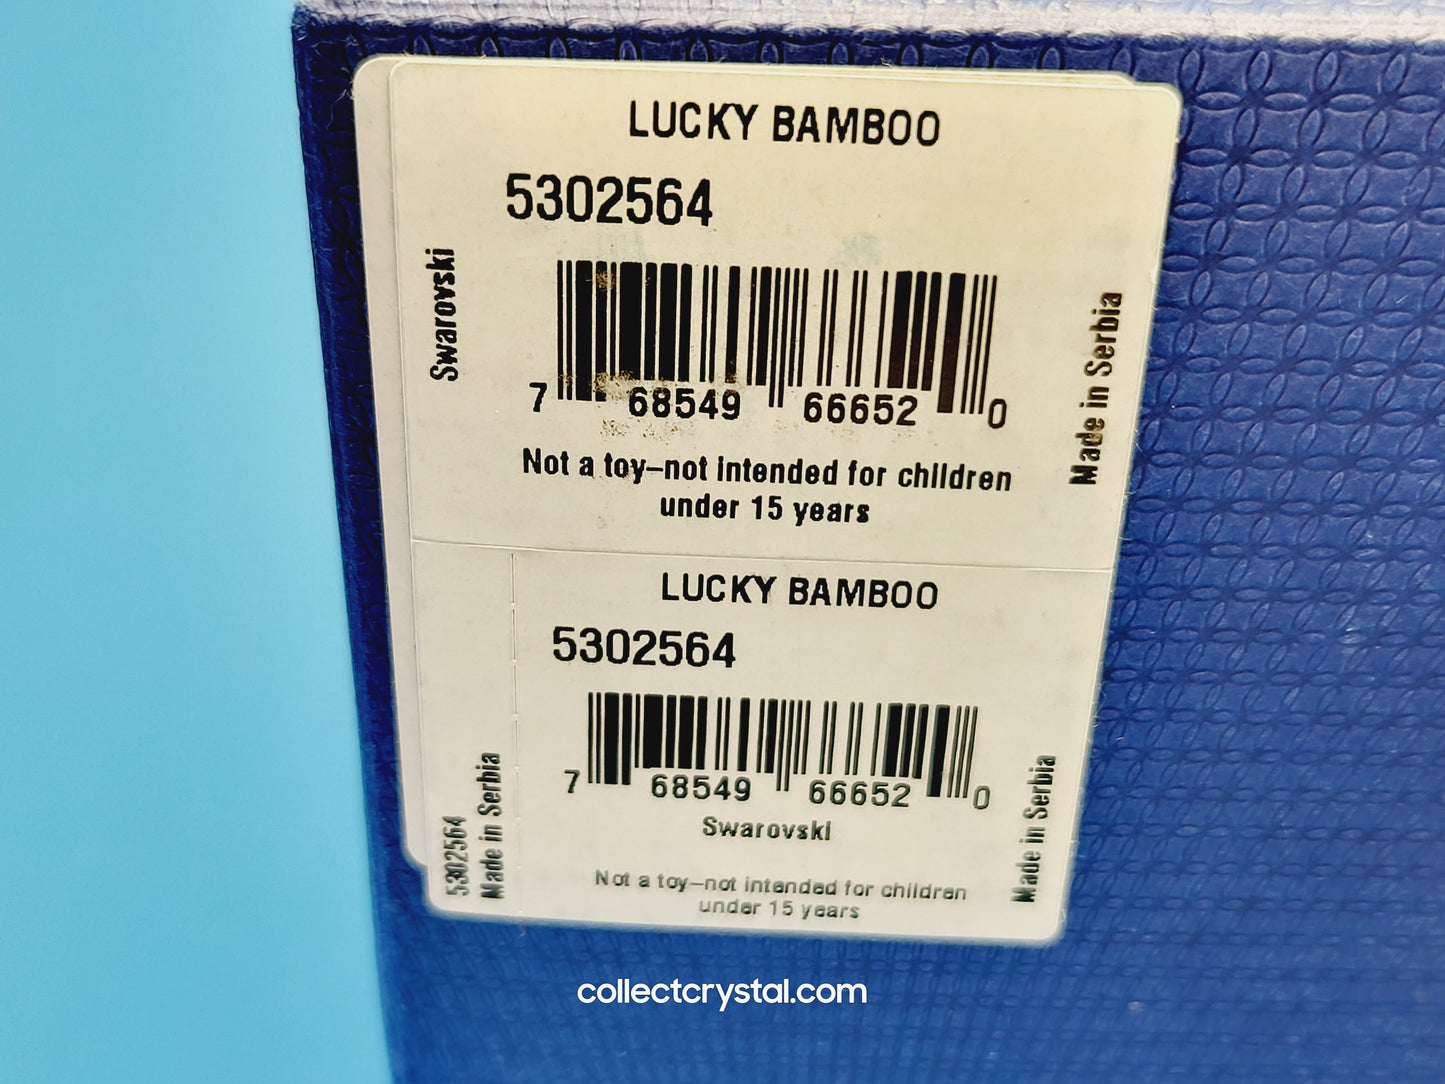 LUCKY BAMBOO
5302564
Swarovski
7 68549 66652 0
Made in Serbia
Not a toy–not intended for children
under 15 years
LUCKY BAMBOO
5302564
7 68549 66652 0
Swarovski
Not a toy–not intended for children
under 15 years
5302564
Made in Serbia
Made in Serbia
collectcrystal.com